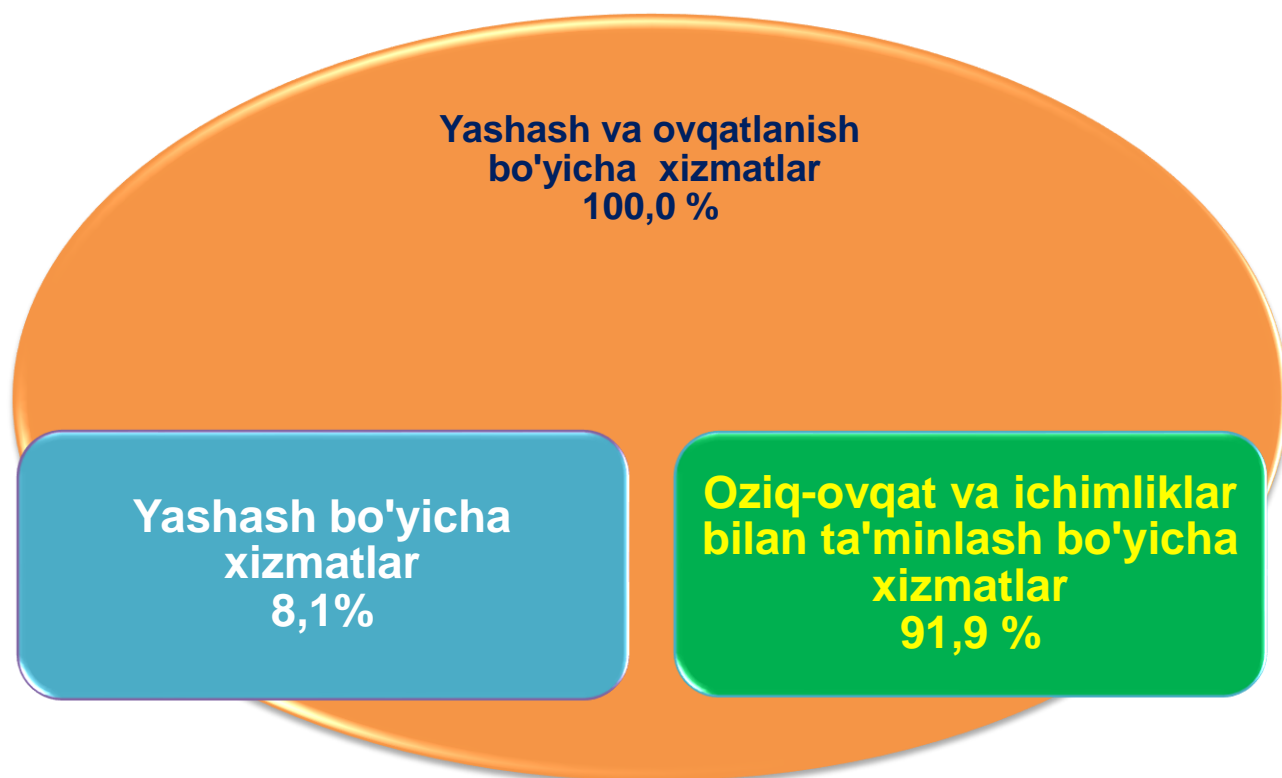 Yashash va ovqatlanish
bo'yicha  xizmatlar
100,0 %
Yashash bo'yicha
xizmatlar
8,1%
Oziq-ovqat va ichimliklar
bilan ta'minlash bo'yicha
xizmatlar
91,9 %